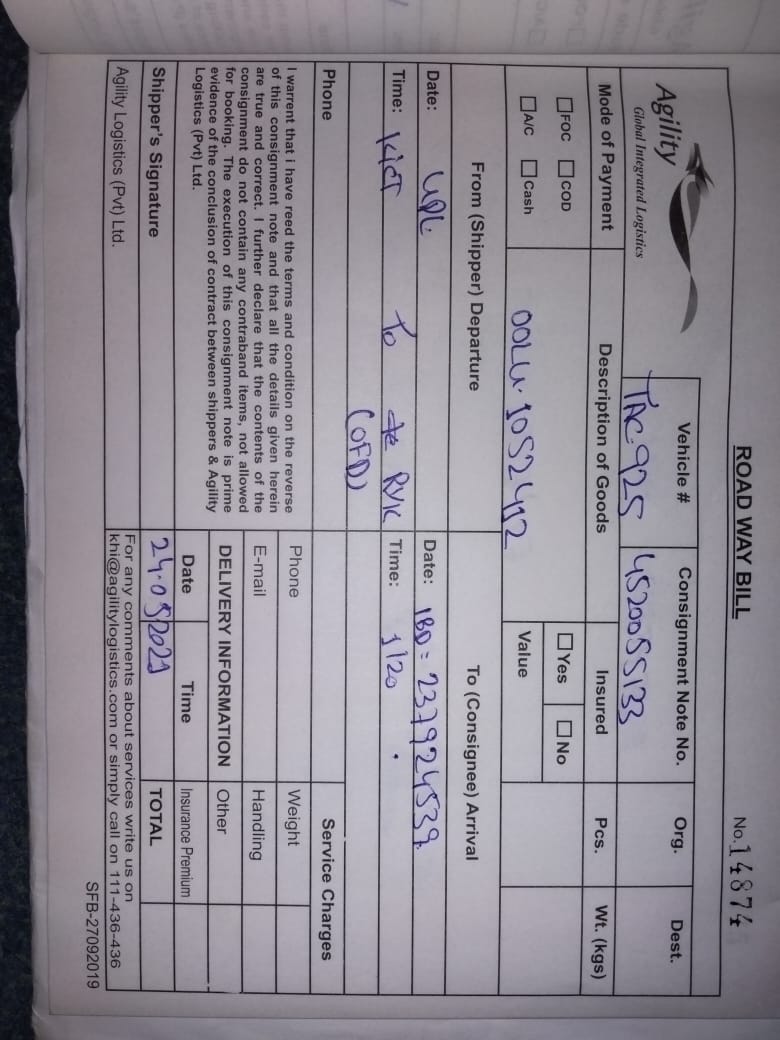 ROAD WAY BILL
No. 14874
Agility
Global Integrated Logistics
Vehicle #
TAC-925
Consignment Note No.
4520055133
Org.
Dest.
Mode of Payment
FOC COD
A/C Cash
Description of Goods
OOLU-1052412
Insured
Yes No
Value
Pcs.
Wt. (kgs)
From (Shipper) Departure
To (Consignee) Arrival
Date: UPL
Date: IBD = 237924539
Time: KICT To RYK
Time: 1120
(OFD)
Phone
Service Charges
I warrent that i have reed the terms and condition on the reverse
of this consignment note and that all the details given herein
are true and correct. I further declare that the contents of the
consignment do not contain any contraband items, not allowed
for booking. The execution of this consignment note is prime
evidence of the conclusion of contract between shippers & Agility
Logistics (Pvt) Ltd.
Phone
Weight
E-mail
Handling
DELIVERY INFORMATION
Other
Date Time
Insurance Premium
24-05 2021
TOTAL
Shipper's Signature
Agility Logistics (Pvt) Ltd.
For any comments about services write us on
khi@agilitylogistics.com or simply call on 111-436-436
SFB-27092019